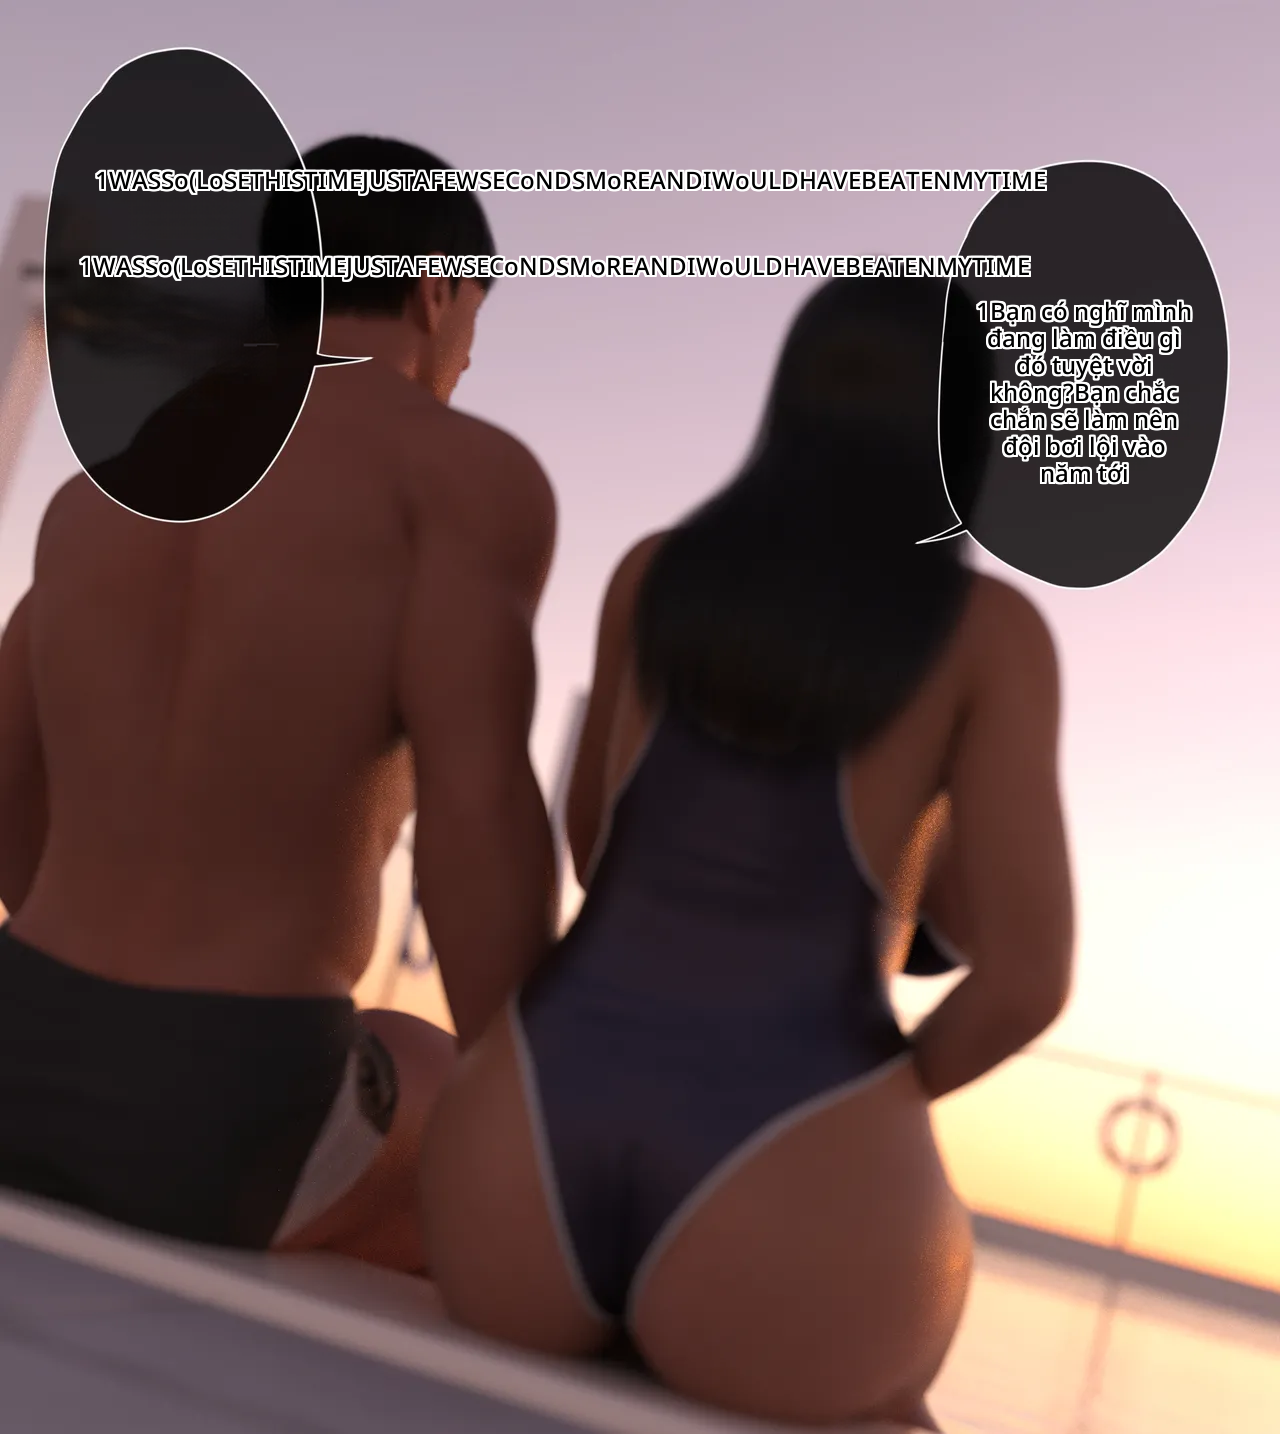 1WASSo(LoSETHISTIMEJUSTAFEWSECoNDSMoREANDIWoULDHAVEBEATENMYTIME
1WASSo(LoSETHISTIMEJUSTAFEWSECoNDSMoREANDIWoULDHAVEBEATENMYTIME
1Bạn có nghĩ mình
đang làm điều gì
đó tuyệt vời
không?Bạn chắc
chắn sẽ làm nên
đội bơi lội vào
năm tới